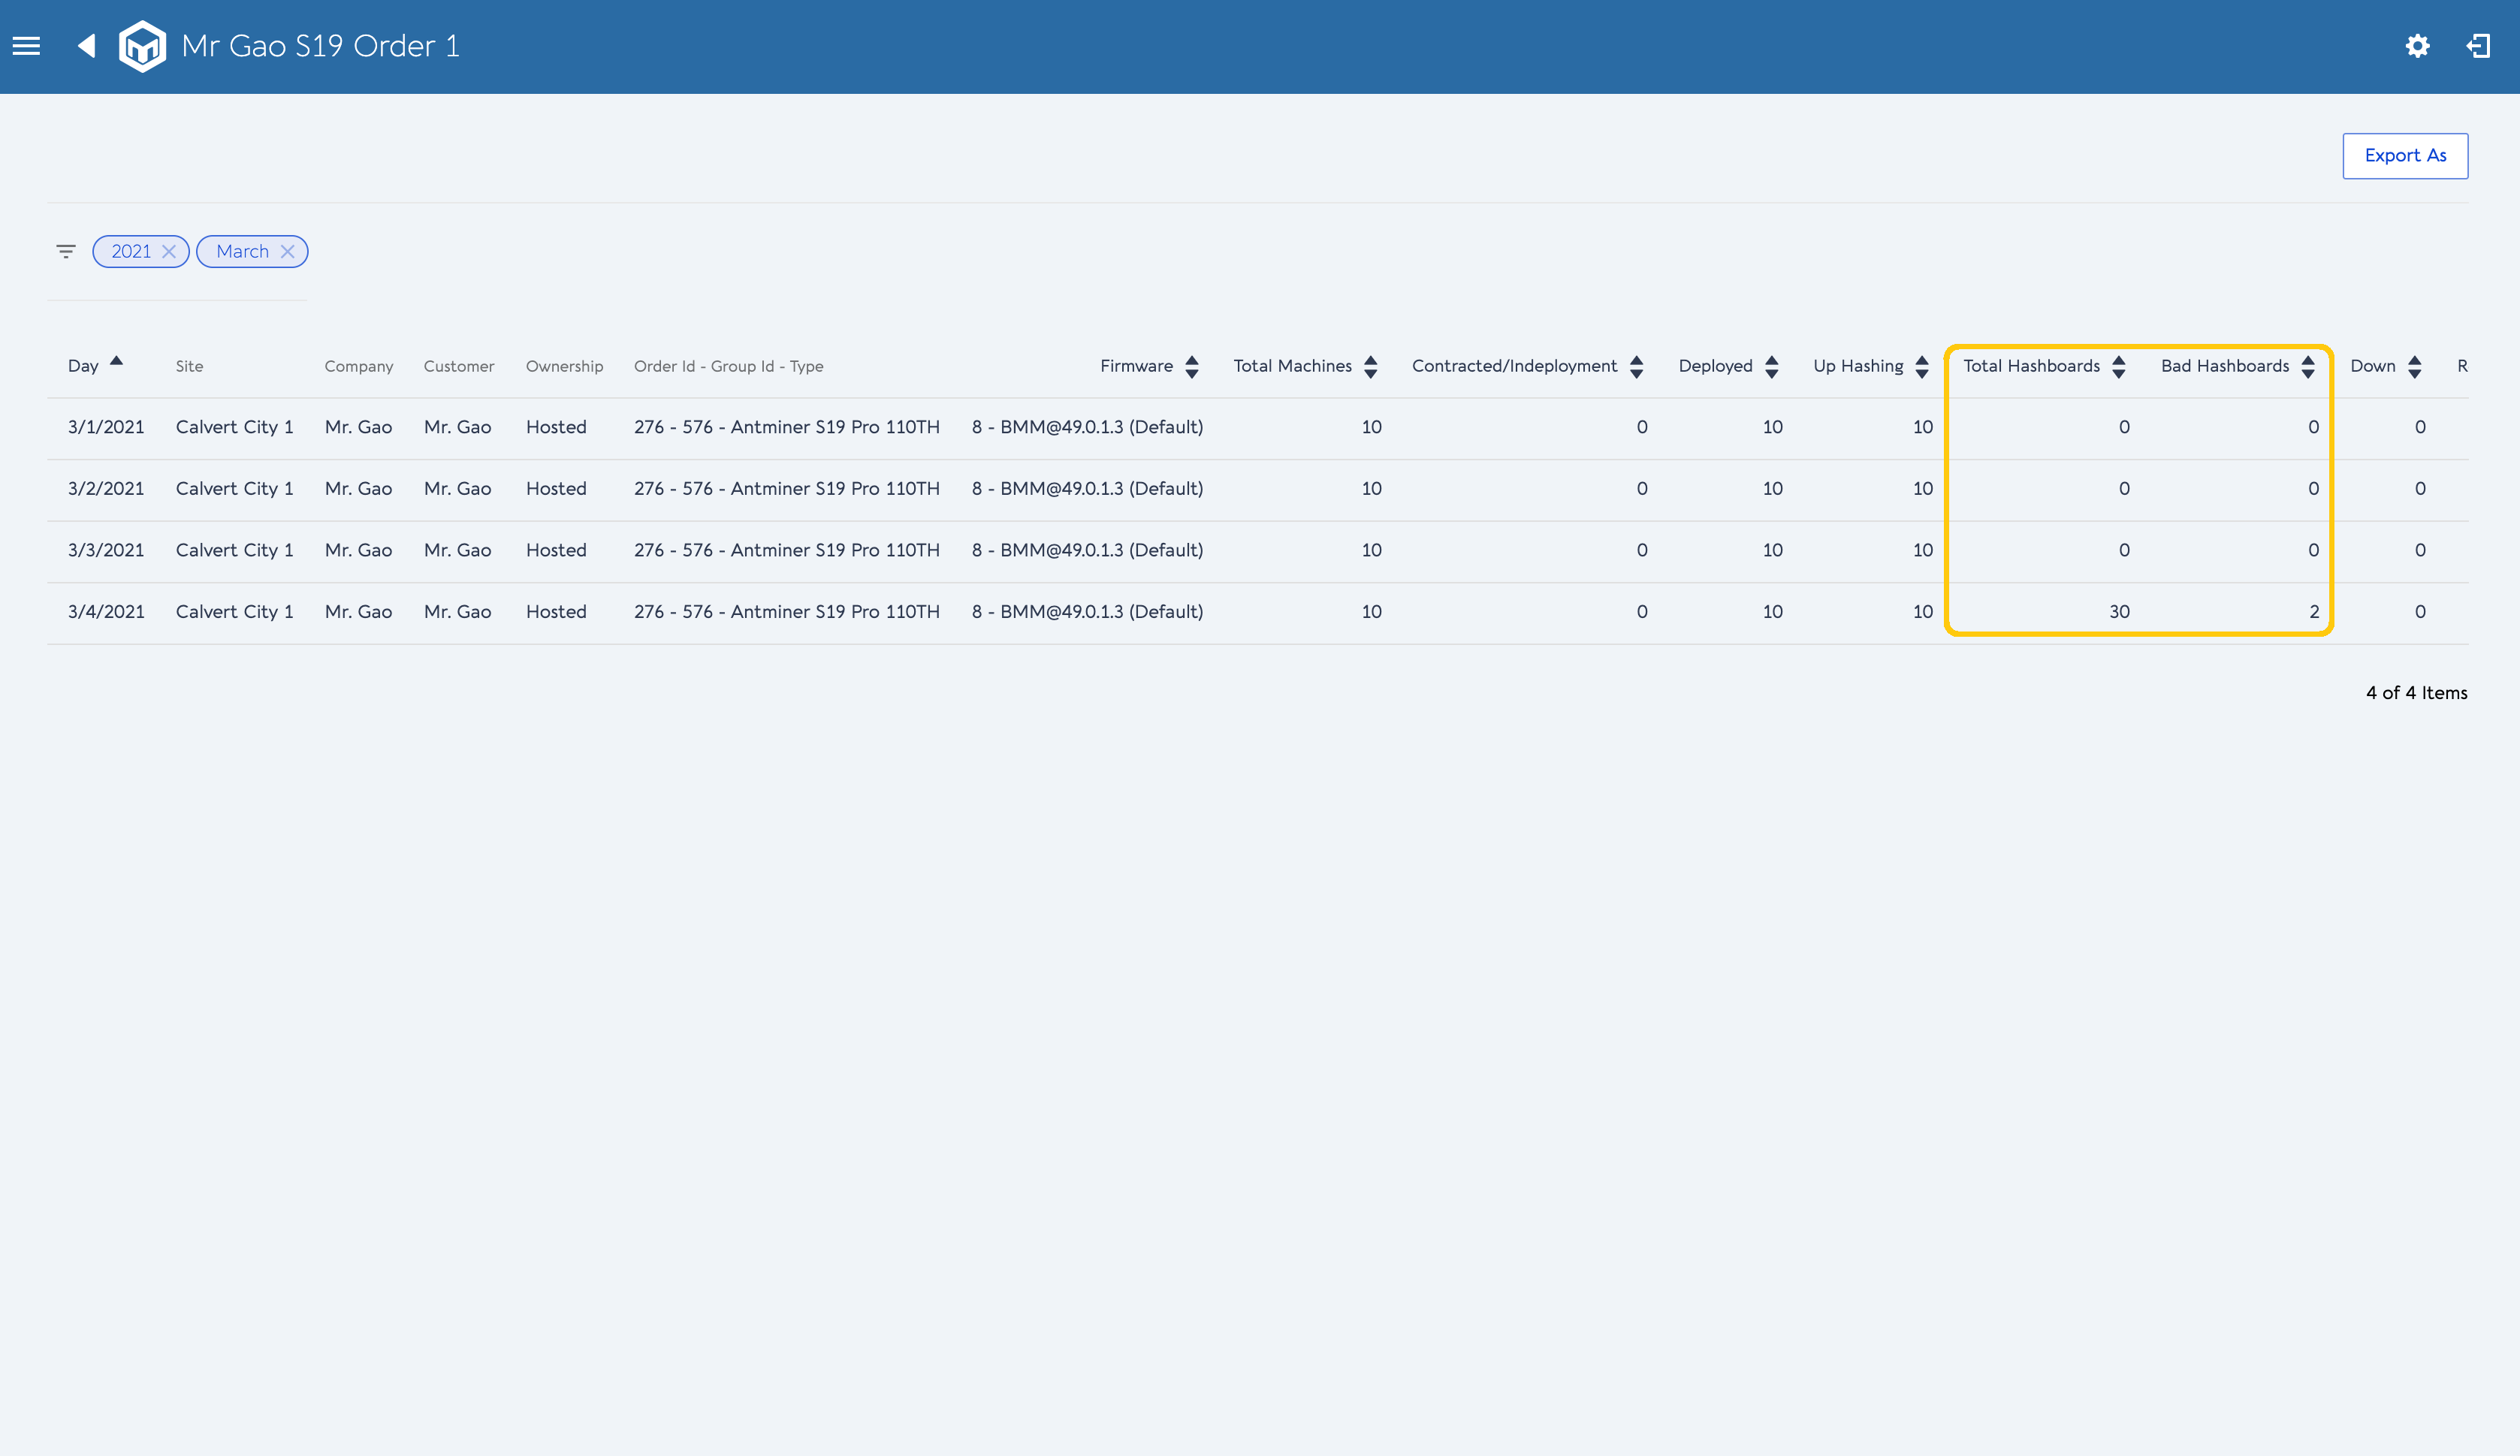 Mr Gao S19 Order 1
Export As
2021 March
Day Site Company Customer Ownership Order Id - Group Id - Type Firmware Total Machines Contracted/Indeployment Deployed Up Hashing Total Hashboards Bad Hashboards Down R
3/1/2021 Calvert City 1 Mr. Gao Mr. Gao Hosted 276 - 576 - Antminer S19 Pro 110TH 8 - BMM@49.0.1.3 (Default) 10 0 10 10 0 0 0
3/2/2021 Calvert City 1 Mr. Gao Mr. Gao Hosted 276 - 576 - Antminer S19 Pro 110TH 8 - BMM@49.0.1.3 (Default) 10 0 10 10 0 0 0
3/3/2021 Calvert City 1 Mr. Gao Mr. Gao Hosted 276 - 576 - Antminer S19 Pro 110TH 8 - BMM@49.0.1.3 (Default) 10 0 10 10 0 0 0
3/4/2021 Calvert City 1 Mr. Gao Mr. Gao Hosted 276 - 576 - Antminer S19 Pro 110TH 8 - BMM@49.0.1.3 (Default) 10 0 10 10 30 2 0
4 of 4 Items